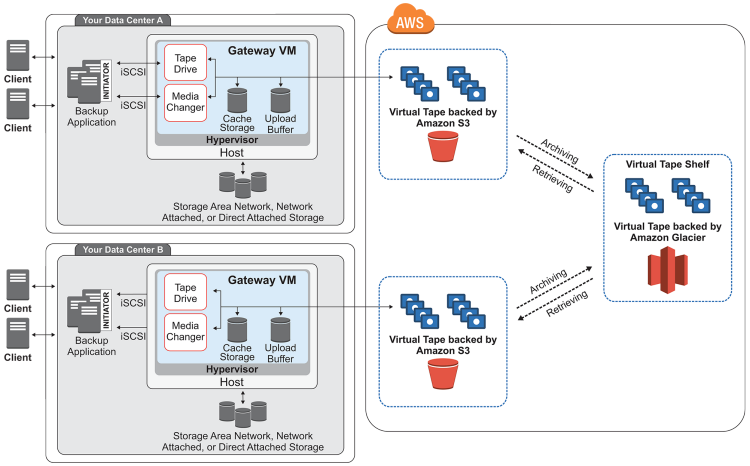 Your Data Center A
Client
Client
iSCSI
iSCSI
INITIATOR
Backup
Application
Gateway VM
Tape
Drive
Media
Changer
Cache
Storage
Upload
Buffer
Hypervisor
Host
Storage Area Network, Network
Attached, or Direct Attached Storage
Your Data Center B
Client
Client
iSCSI
iSCSI
INITIATOR
Backup
Application
Gateway VM
Tape
Drive
Media
Changer
Cache
Storage
Upload
Buffer
Hypervisor
Host
Storage Area Network, Network
Attached, or Direct Attached Storage
AWS
Virtual Tape backed by
Amazon S3
Archiving
Retrieving
Virtual Tape Shelf
Virtual Tape backed by
Amazon Glacier
Archiving
Retrieving
Virtual Tape backed by
Amazon S3